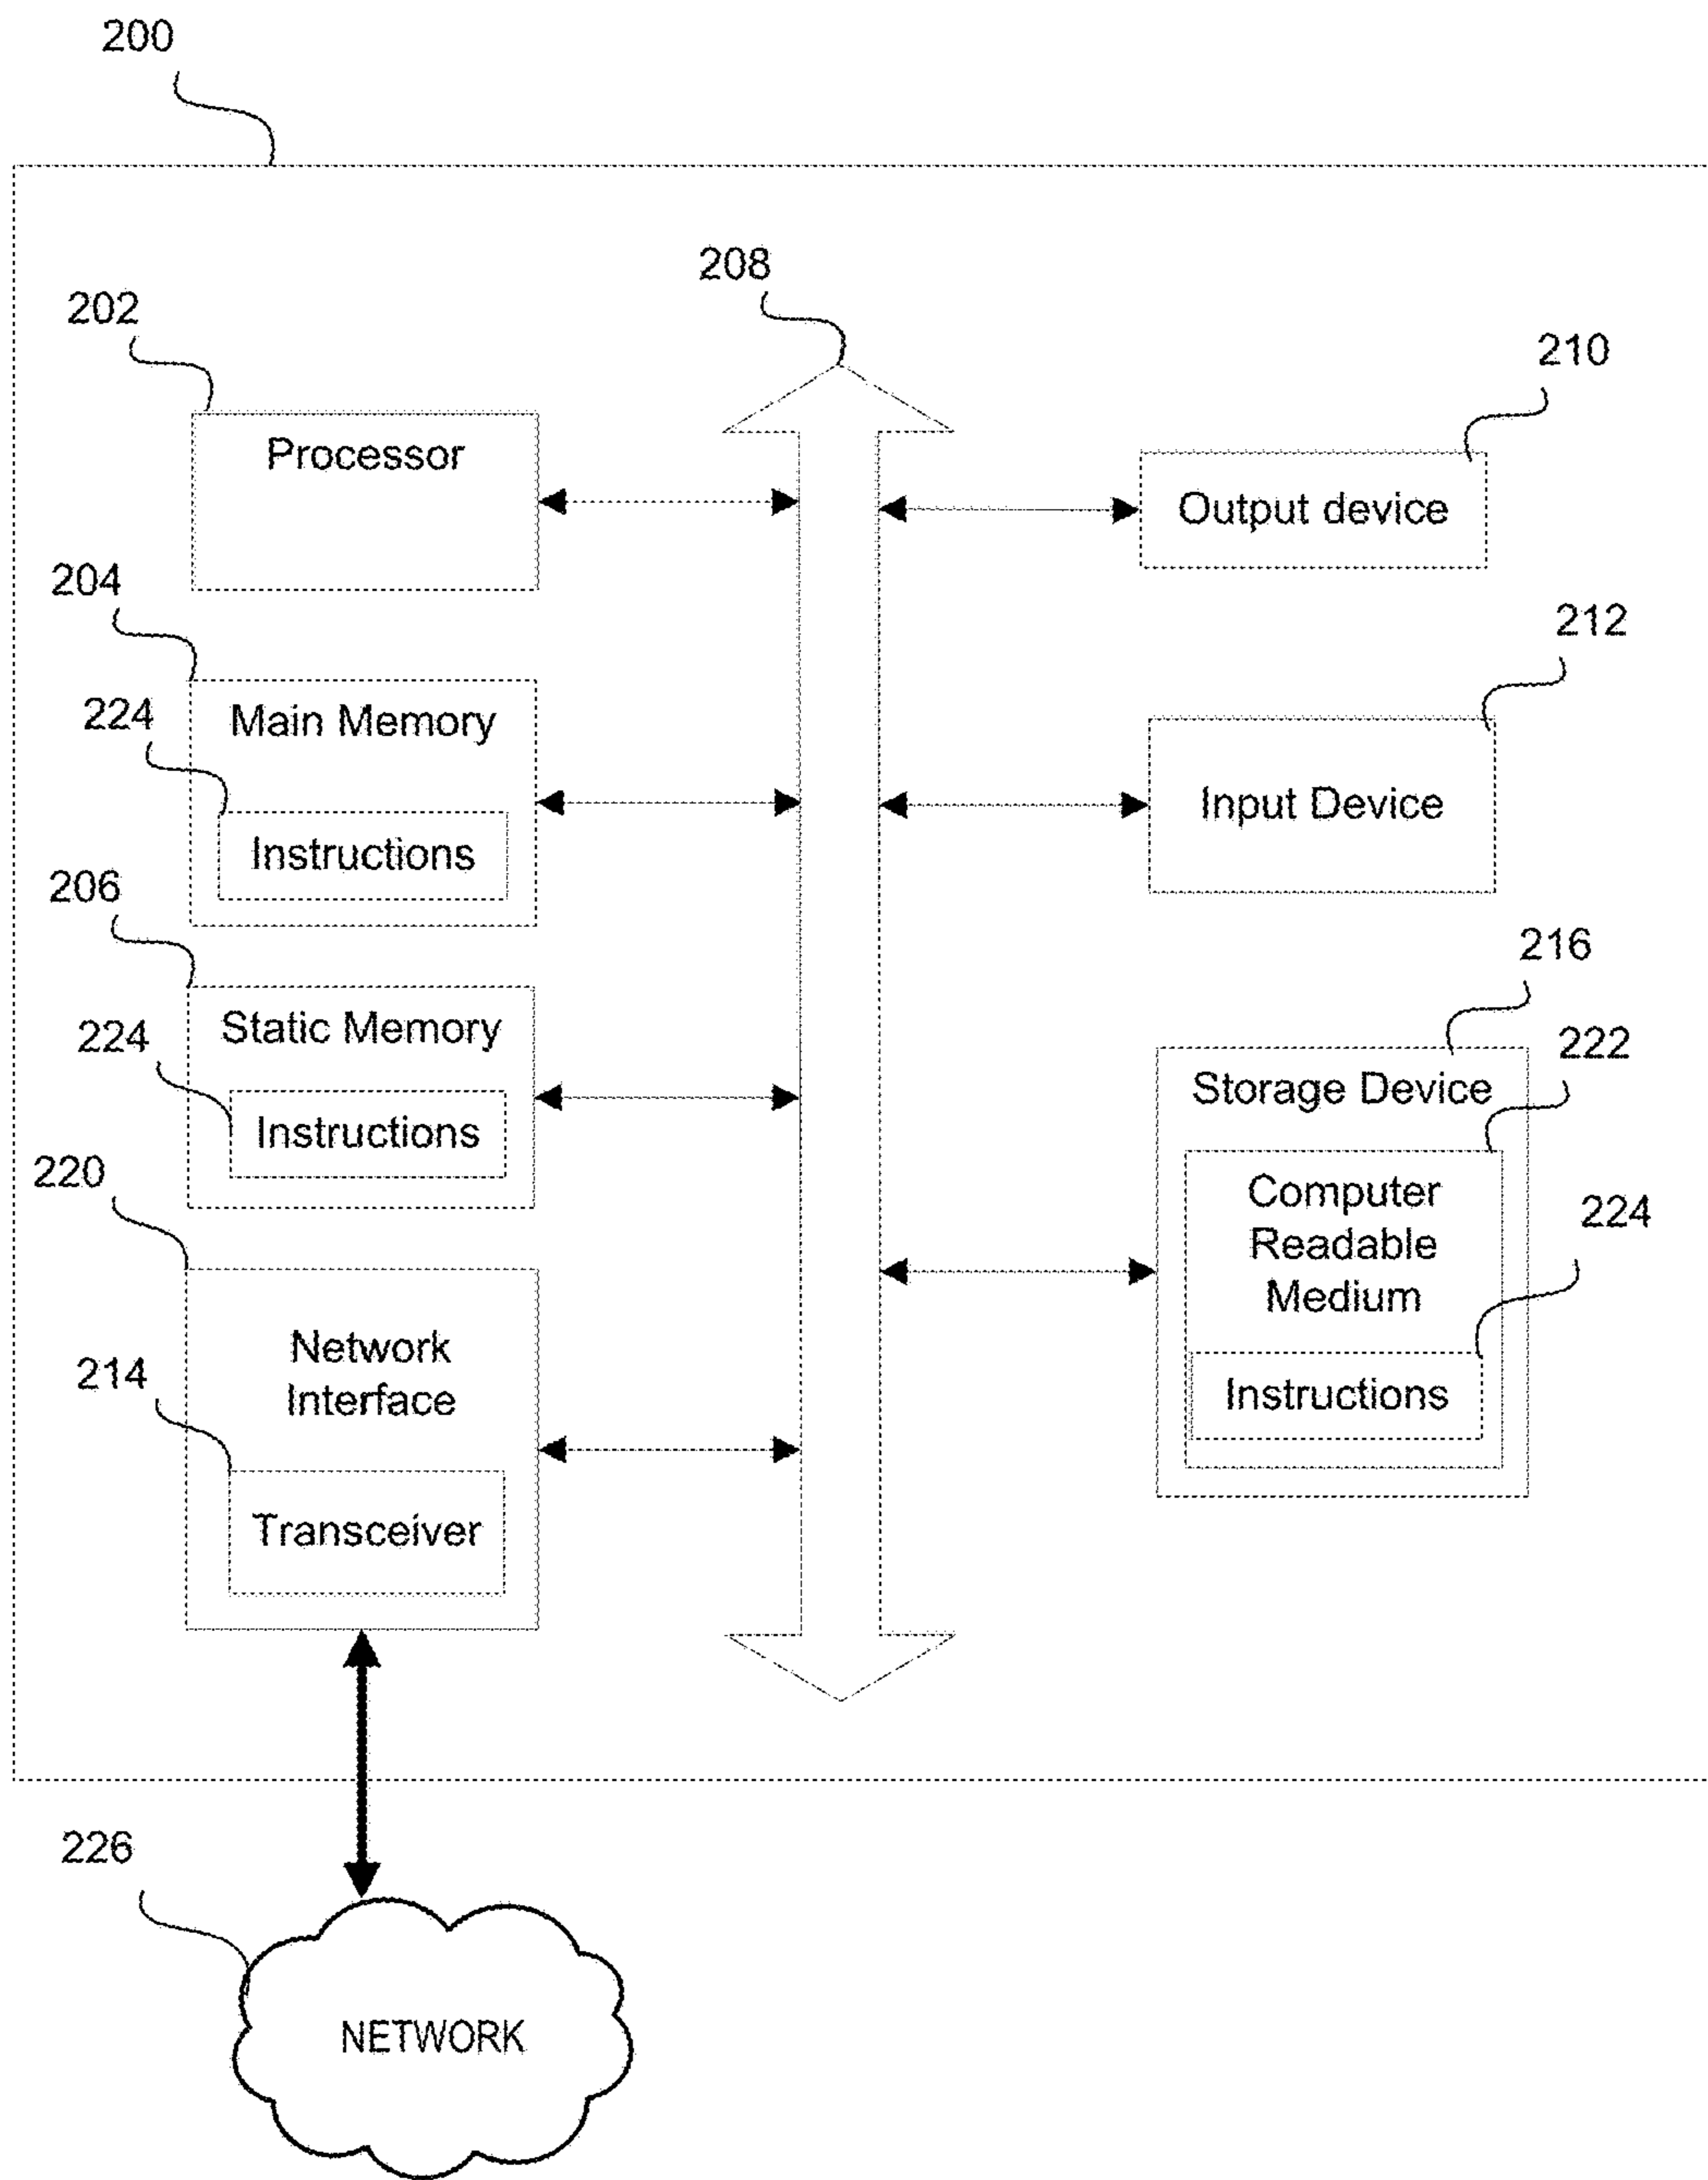 200
208
202
210
Processor
Output device
204
212
224
Main Memory
Input Device
Instructions
206
216
224
Static Memory
222
Storage Device
Instructions
220
Computer
Readable
Medium
224
Network
Interface
214
Instructions
Transceiver
226
NETWORK